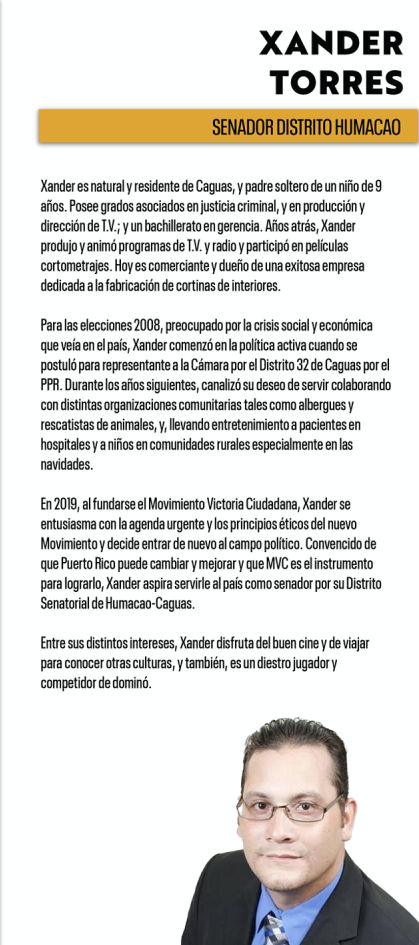 XANDER
TORRES
SENADOR DISTRITO HUMACAO
Xander es natural y residente de Caguas, y padre soltero de un niño de 9
años. Posee grados asociados en justicia criminal, y en producción y
dirección de T.V.; y un bachillerato en gerencia. Años atrás, Xander
produjo y animó programas de T.V. y radio y participó en películas
cortometrajes. Hoy es comerciante y dueño de una exitosa empresa
dedicada a la fabricación de cortinas de interiores.
Para las elecciones 2008, preocupado por la crisis social y económica
que veía en el país, Xander comenzó en la política activa cuando se
postuló para representante a la Cámara por el Distrito 32 de Caguas por el
PPR. Durante los años siguientes, canalizó su deseo de servir colaborando
con distintas organizaciones comunitarias tales como albergues y
rescatistas de animales, y, llevando entretenimiento a pacientes en
hospitales y a niños en comunidades rurales especialmente en las
navidades.
En 2019, al fundarse el Movimiento Victoria Ciudadana, Xander se
entusiasma con la agenda urgente y los principios éticos del nuevo
Movimiento y decide entrar de nuevo al campo político. Convencido de
que Puerto Rico puede cambiar y mejorar y que MVC es el instrumento
para lograrlo, Xander aspira servirle al país como senador por su Distrito
Senatorial de Humacao-Caguas.
Entre sus distintos intereses, Xander disfruta del buen cine y de viajar
para conocer otras culturas, y también, es un diestro jugador y
competidor de dominó.